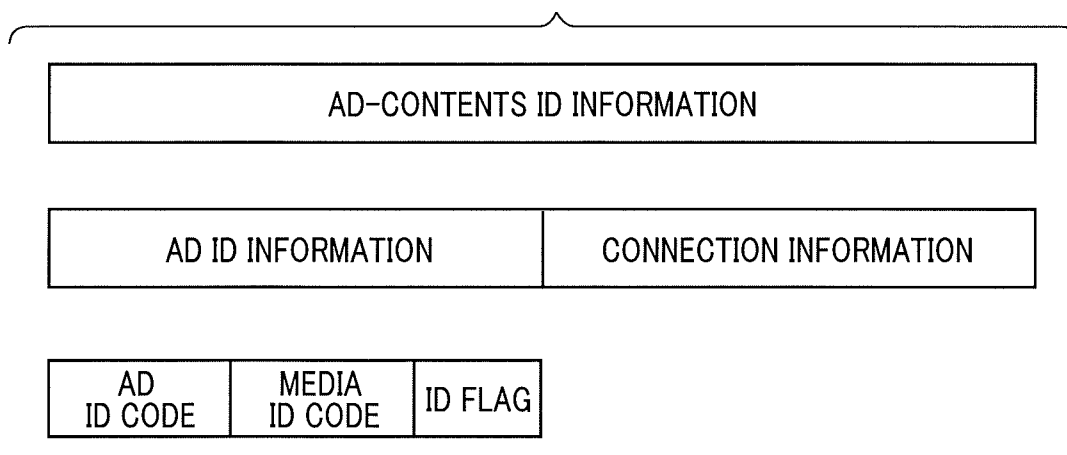 AD-CONTENTS ID INFORMATION
AD ID INFORMATION CONNECTION INFORMATION
AD MEDIA ID FLAG
ID CODE ID CODE